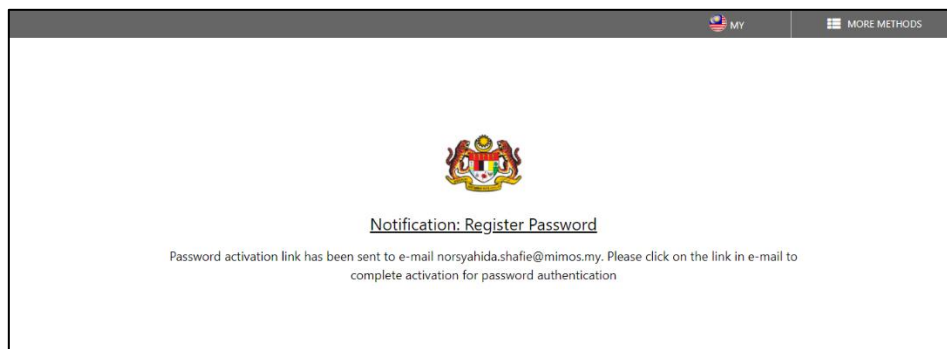 MY
MORE METHODS
Notification: Register Password
Password activation link has been sent to e-mail norsyahida.shafie@mimos.my. Please click on the link in e-mail to
complete activation for password authentication